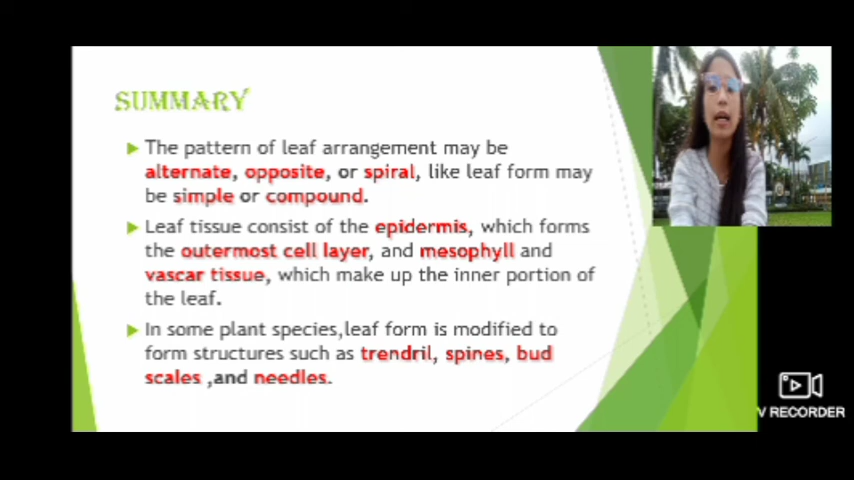 SUMMARY
The pattern of leaf arrangement may be
alternate, opposite, or spiral, like leaf form may
be simple or compound.
Leaf tissue consist of the epidermis, which forms
the outermost cell layer, and mesophyll and
vascar tissue, which make up the inner portion of
the leaf.
In some plant species,leaf form is modified to
form structures such as trendril, spines, bud
scales ,and needles.
V RECORDER